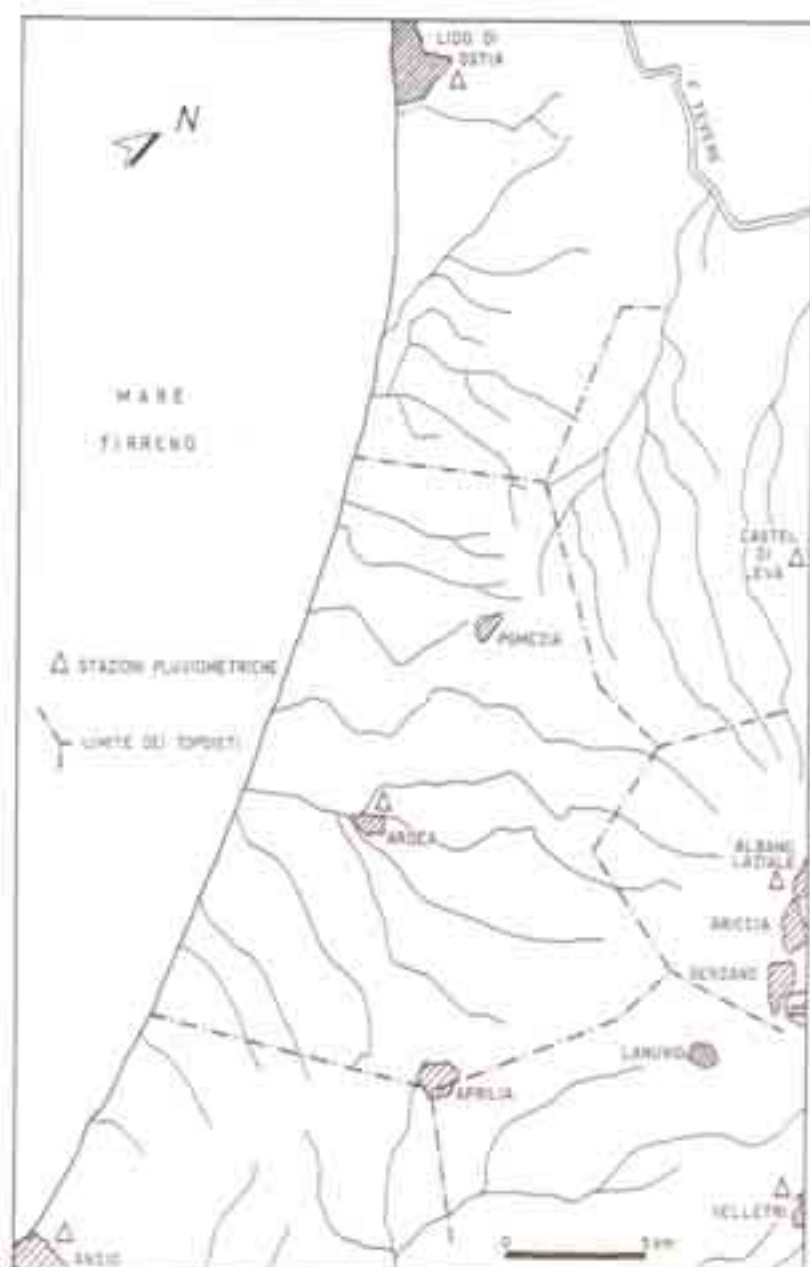 LIDO DI
OSTIA
F. TEVERE
N
MARE
TIRRENO
CASTEL
DI
LEVA
POMEZIA
STAZIONI PLUVIOMETRICHE
LIMITE DEI TOPOIETI
ARDEA
ALBANO
LAZIALE
ARICCIA
GENZANO
LANUVIO
APRILIA
VELLETRI
0 5 km
ANZIO